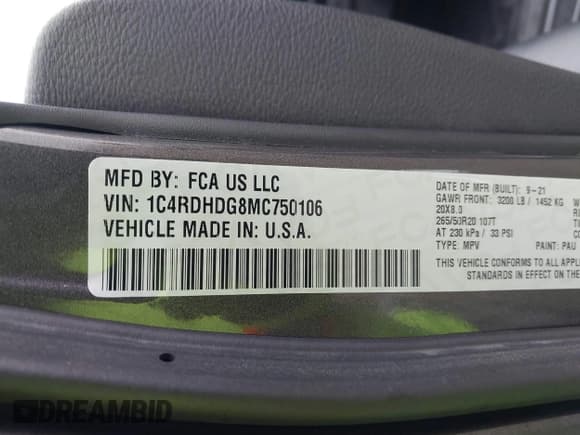 MFD BY: FCA US LLC
VIN: 1C4RDHDG8MC750106
VEHICLE MADE IN: U.S.A.
DATE OF MFR (BUILT): 9-21
GAWR FRONT: 3200 LB / 1452 KG
20X8.0
265/50R20 107T
AT 230 kPa / 33 PSI
TYPE: MPV PAINT: PAU
THIS VEHICLE CONFORMS TO ALL APPLI
STANDARDS IN EFFECT ON THE
DREAMBID